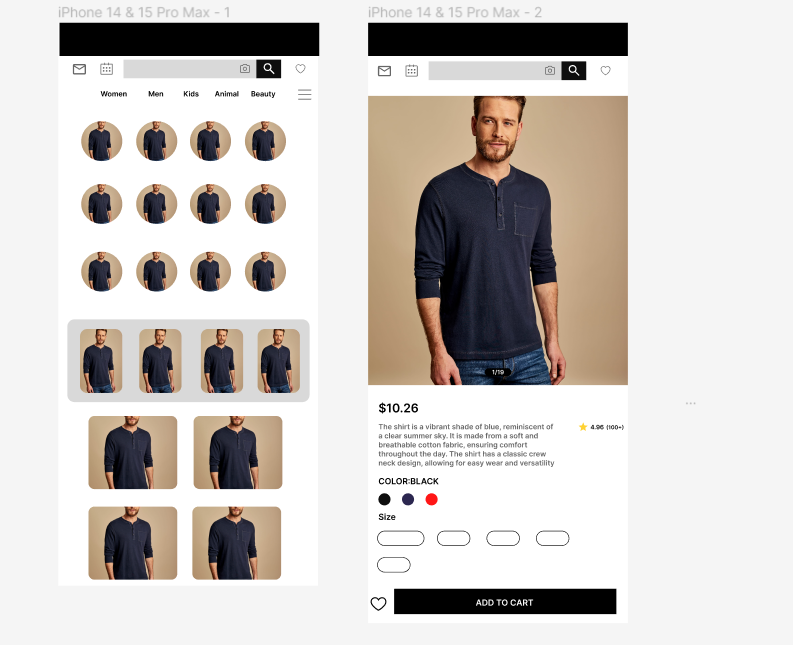 iPhone 14 & 15 Pro Max - 1
Women Men Kids Animal Beauty
iPhone 14 & 15 Pro Max - 2
1/19
$10.26
The shirt is a vibrant shade of blue, reminiscent of
a clear summer sky. It is made from a soft and
breathable cotton fabric, ensuring comfort
throughout the day. The shirt has a classic crew
neck design, allowing for easy wear and versatility
4.96 (100+)
COLOR:BLACK
Size
ADD TO CART